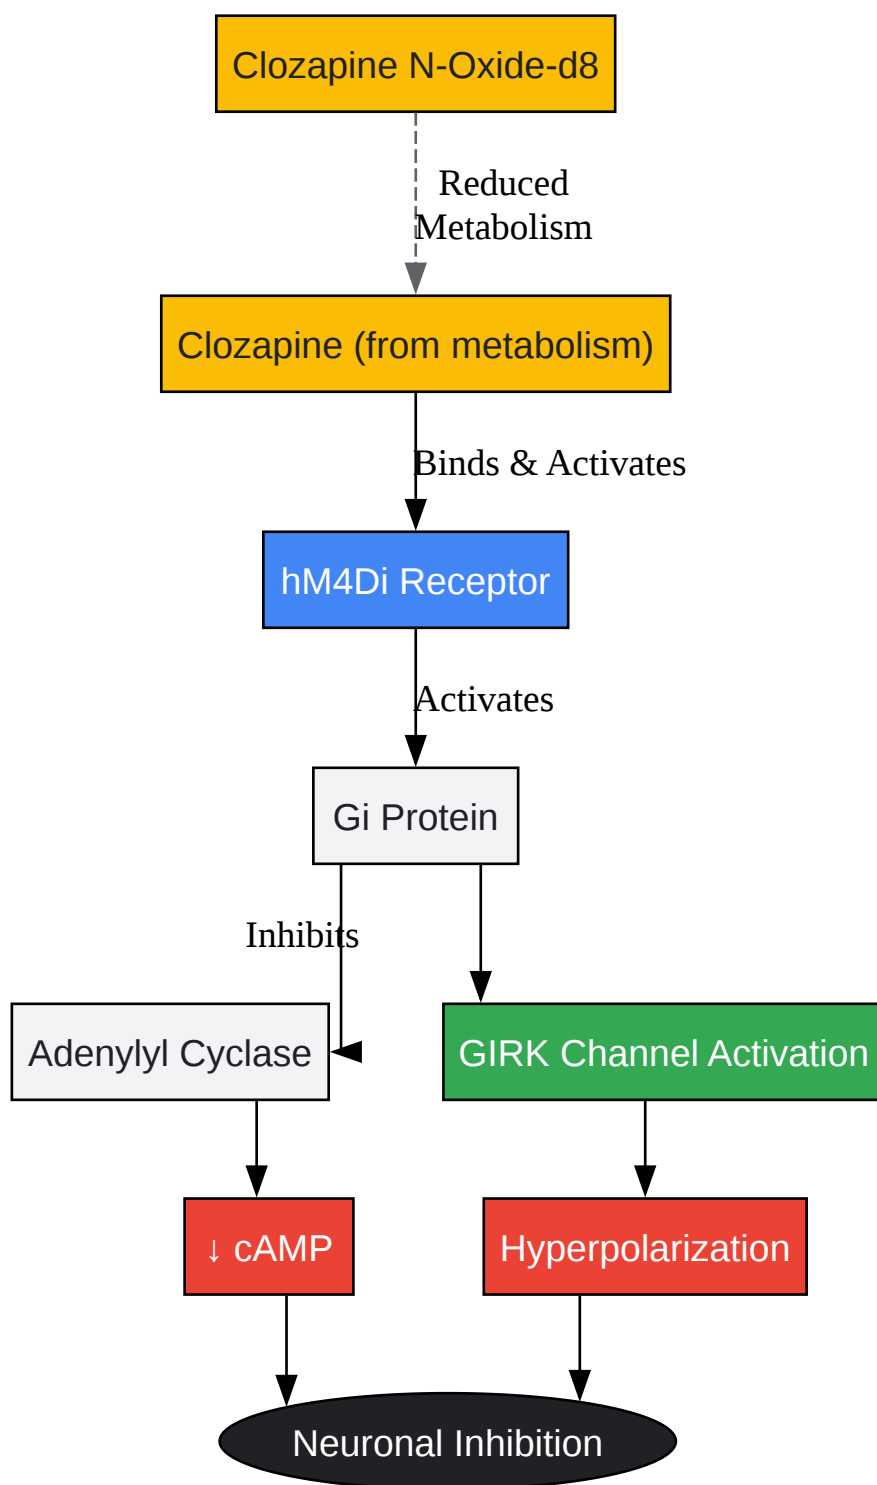 Clozapine N-Oxide-d8
Reduced
Metabolism
Clozapine (from metabolism)
Binds & Activates
hM4Di Receptor
Activates
Gi Protein
Inhibits
Adenylyl Cyclase
GIRK Channel Activation
↓ cAMP
Hyperpolarization
Neuronal Inhibition